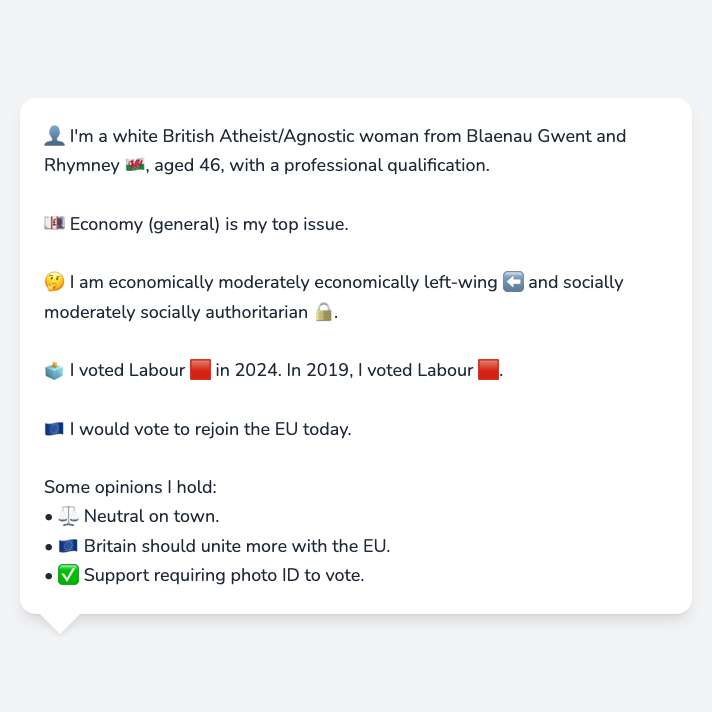 👤 I'm a white British Atheist/Agnostic woman from Blaenau Gwent and
Rhymney 🏴󠁧󠁢󠁷󠁬󠁳󠁿, aged 46, with a professional qualification.
💷 Economy (general) is my top issue.
🤔 I am economically moderately economically left-wing ⬅️ and socially
moderately socially authoritarian 🔒.
🗳️ I voted Labour 🟥 in 2024. In 2019, I voted Labour 🟥.
🇪🇺 I would vote to rejoin the EU today.
Some opinions I hold:
• ⚖️ Neutral on town.
• 🇪🇺 Britain should unite more with the EU.
• ✅ Support requiring photo ID to vote.